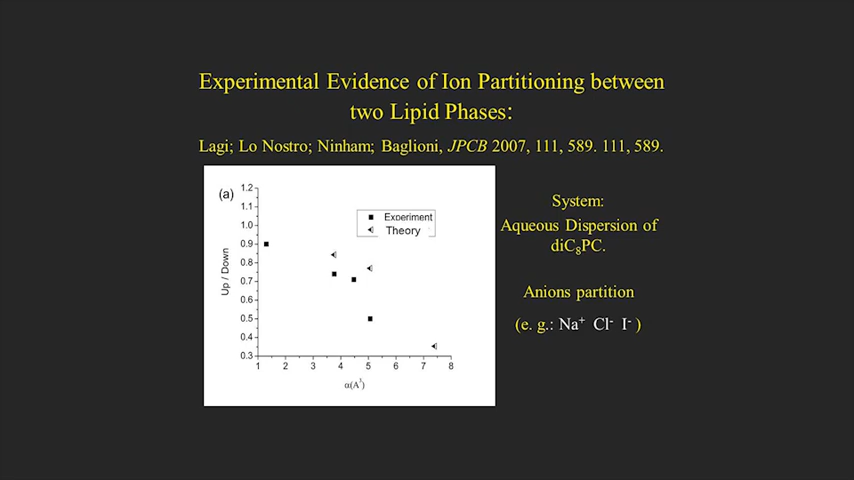 Experimental Evidence of Ion Partitioning between
two Lipid Phases:
Lagi; Lo Nostro; Ninham; Baglioni, JPCB 2007, 111, 589. 111, 589.
(a)
Up / Down
1.2
1.1
1.0
0.9
0.8
0.7
0.6
0.5
0.4
0.3
1 2 3 4 5 6 7 8
α(A³)
Experiment
Theory
System:
Aqueous Dispersion of
diC₈PC.
Anions partition
(e. g.: Na⁺ Cl⁻ I⁻ )